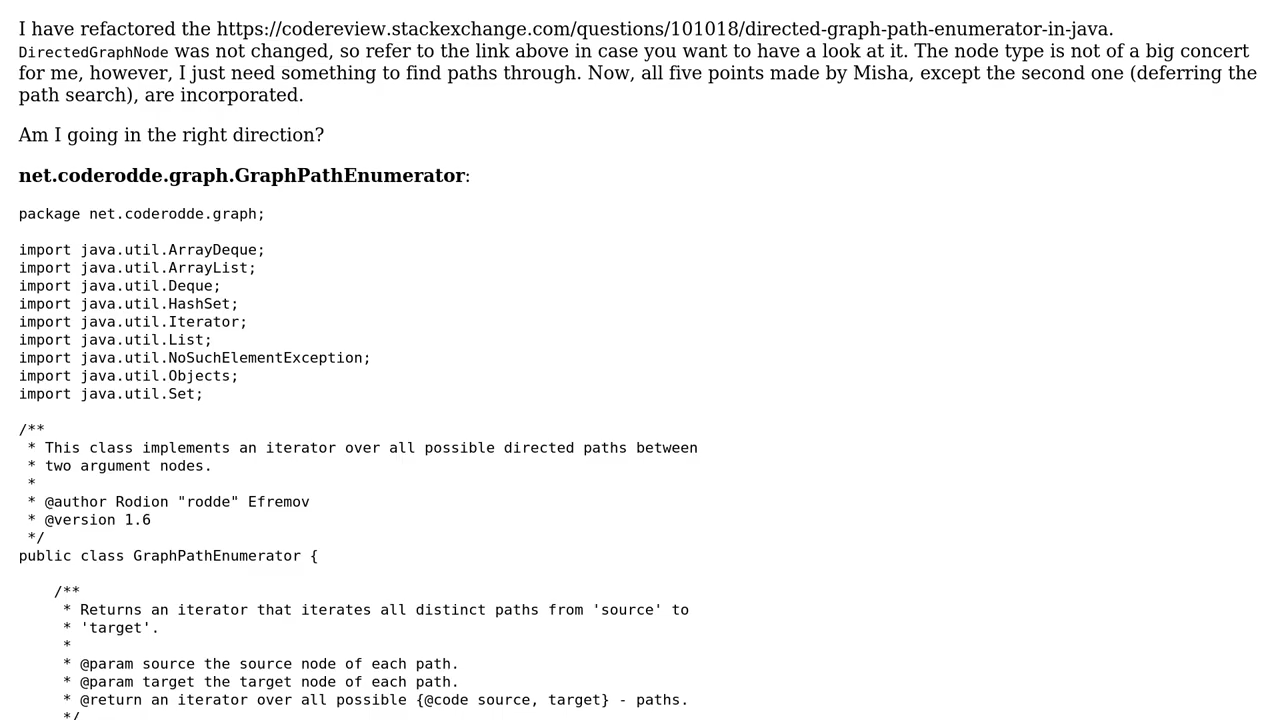 I have refactored the https://codereview.stackexchange.com/questions/101018/directed-graph-path-enumerator-in-java.
DirectedGraphNode was not changed, so refer to the link above in case you want to have a look at it. The node type is not of a big concert
for me, however, I just need something to find paths through. Now, all five points made by Misha, except the second one (deferring the
path search), are incorporated.
Am I going in the right direction?
net.coderodde.graph.GraphPathEnumerator:
package net.coderodde.graph;
import java.util.ArrayDeque;
import java.util.ArrayList;
import java.util.Deque;
import java.util.HashSet;
import java.util.Iterator;
import java.util.List;
import java.util.NoSuchElementException;
import java.util.Objects;
import java.util.Set;
/**
 * This class implements an iterator over all possible directed paths between
 * two argument nodes.
 *
 * @author Rodion "rodde" Efremov
 * @version 1.6
 */
public class GraphPathEnumerator {
    /**
     * Returns an iterator that iterates all distinct paths from 'source' to
     * 'target'.
     *
     * @param source the source node of each path.
     * @param target the target node of each path.
     * @return an iterator over all possible {@code source, target} - paths.
     */